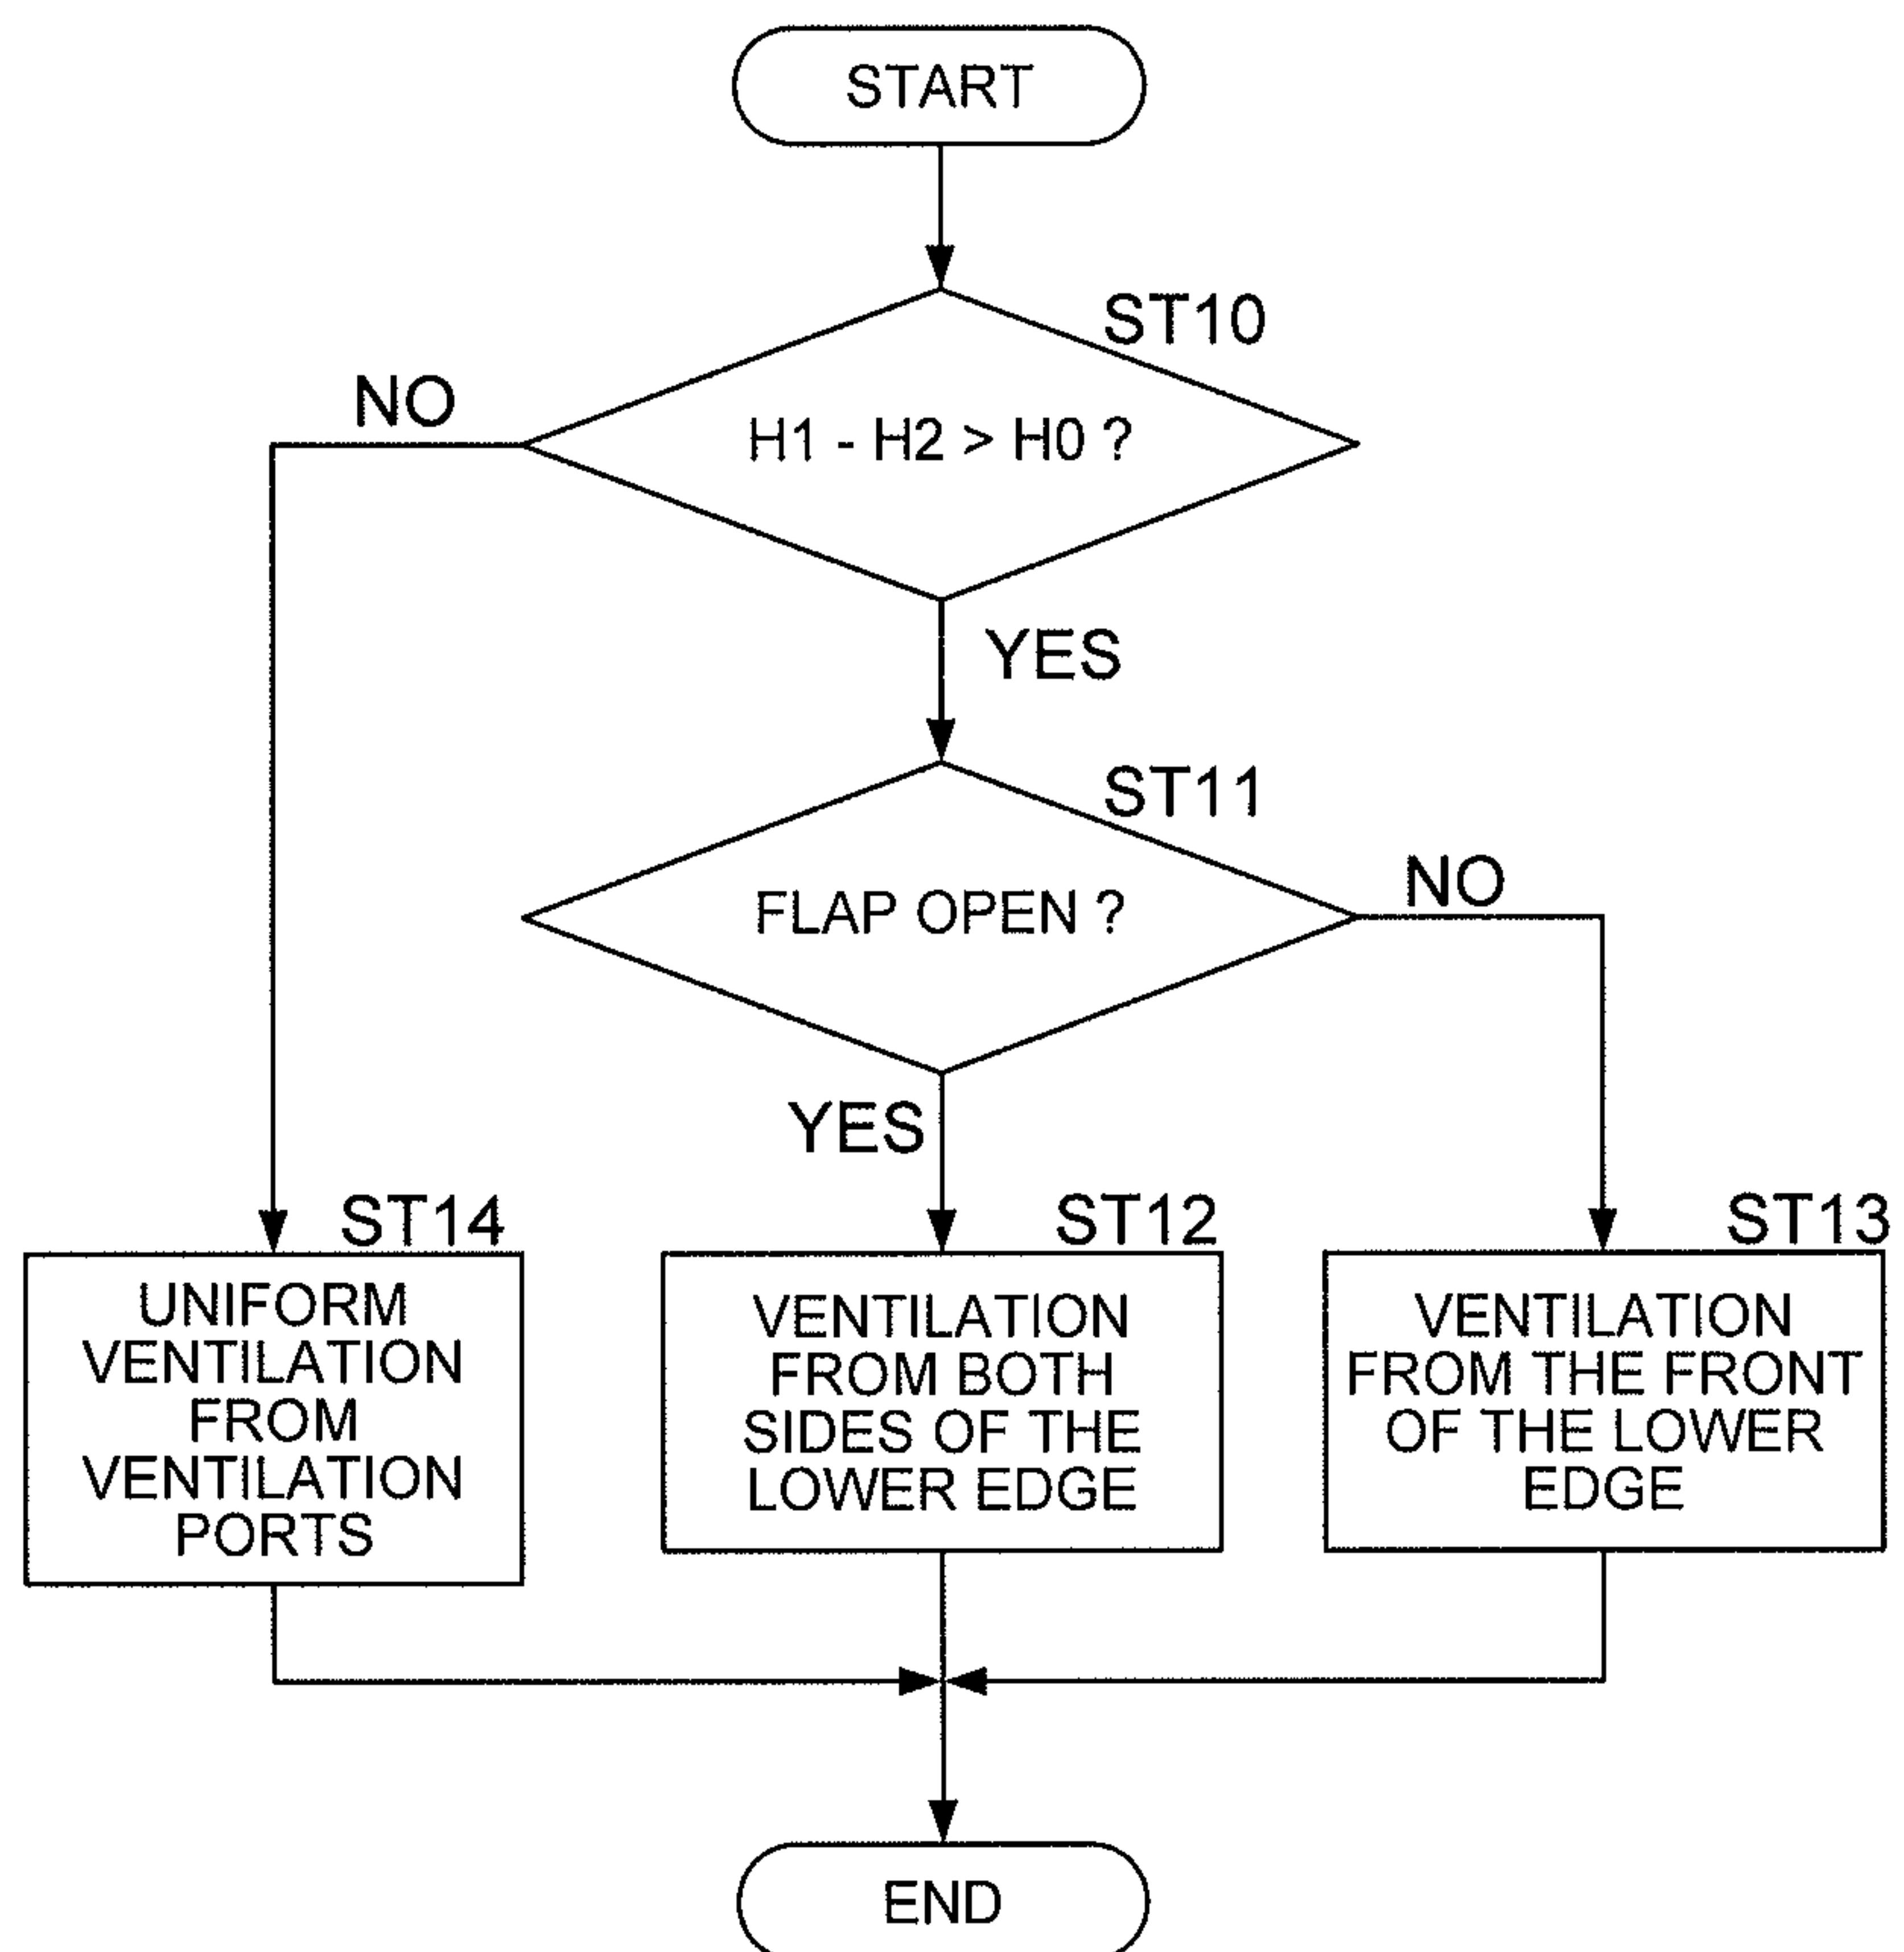 START
ST10
NO
H1 - H2 > H0 ?
YES
ST11
FLAP OPEN ?
NO
YES
ST14
UNIFORM
VENTILATION
FROM
VENTILATION
PORTS
ST12
VENTILATION
FROM BOTH
SIDES OF THE
LOWER EDGE
ST13
VENTILATION
FROM THE FRONT
OF THE LOWER
EDGE
END